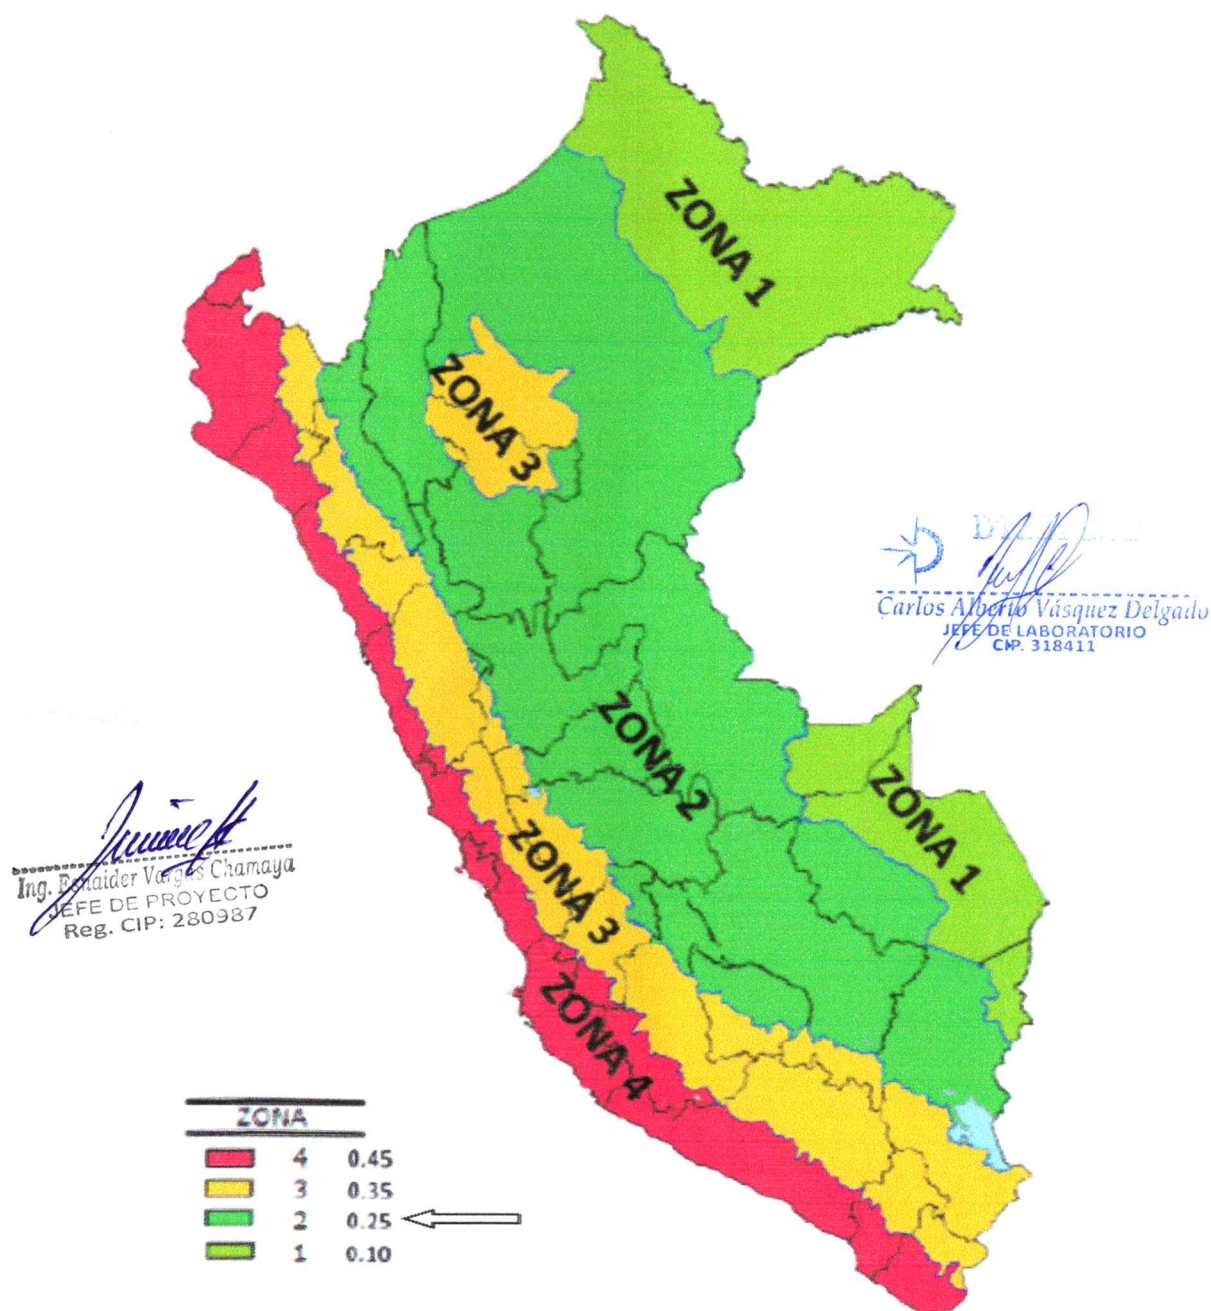 ZONA 1
ZONA 3
Carlos Alberto Vásquez Delgado
JEFE DE LABORATORIO
CIP. 318411
ZONA 2
ZONA 1
Ing. Vargas Chamaya
JEFE DE PROYECTO
Reg. CIP: 280987
ZONA 3
ZONA 4
ZONA
4 0.45
3 0.35
2 0.25
1 0.10